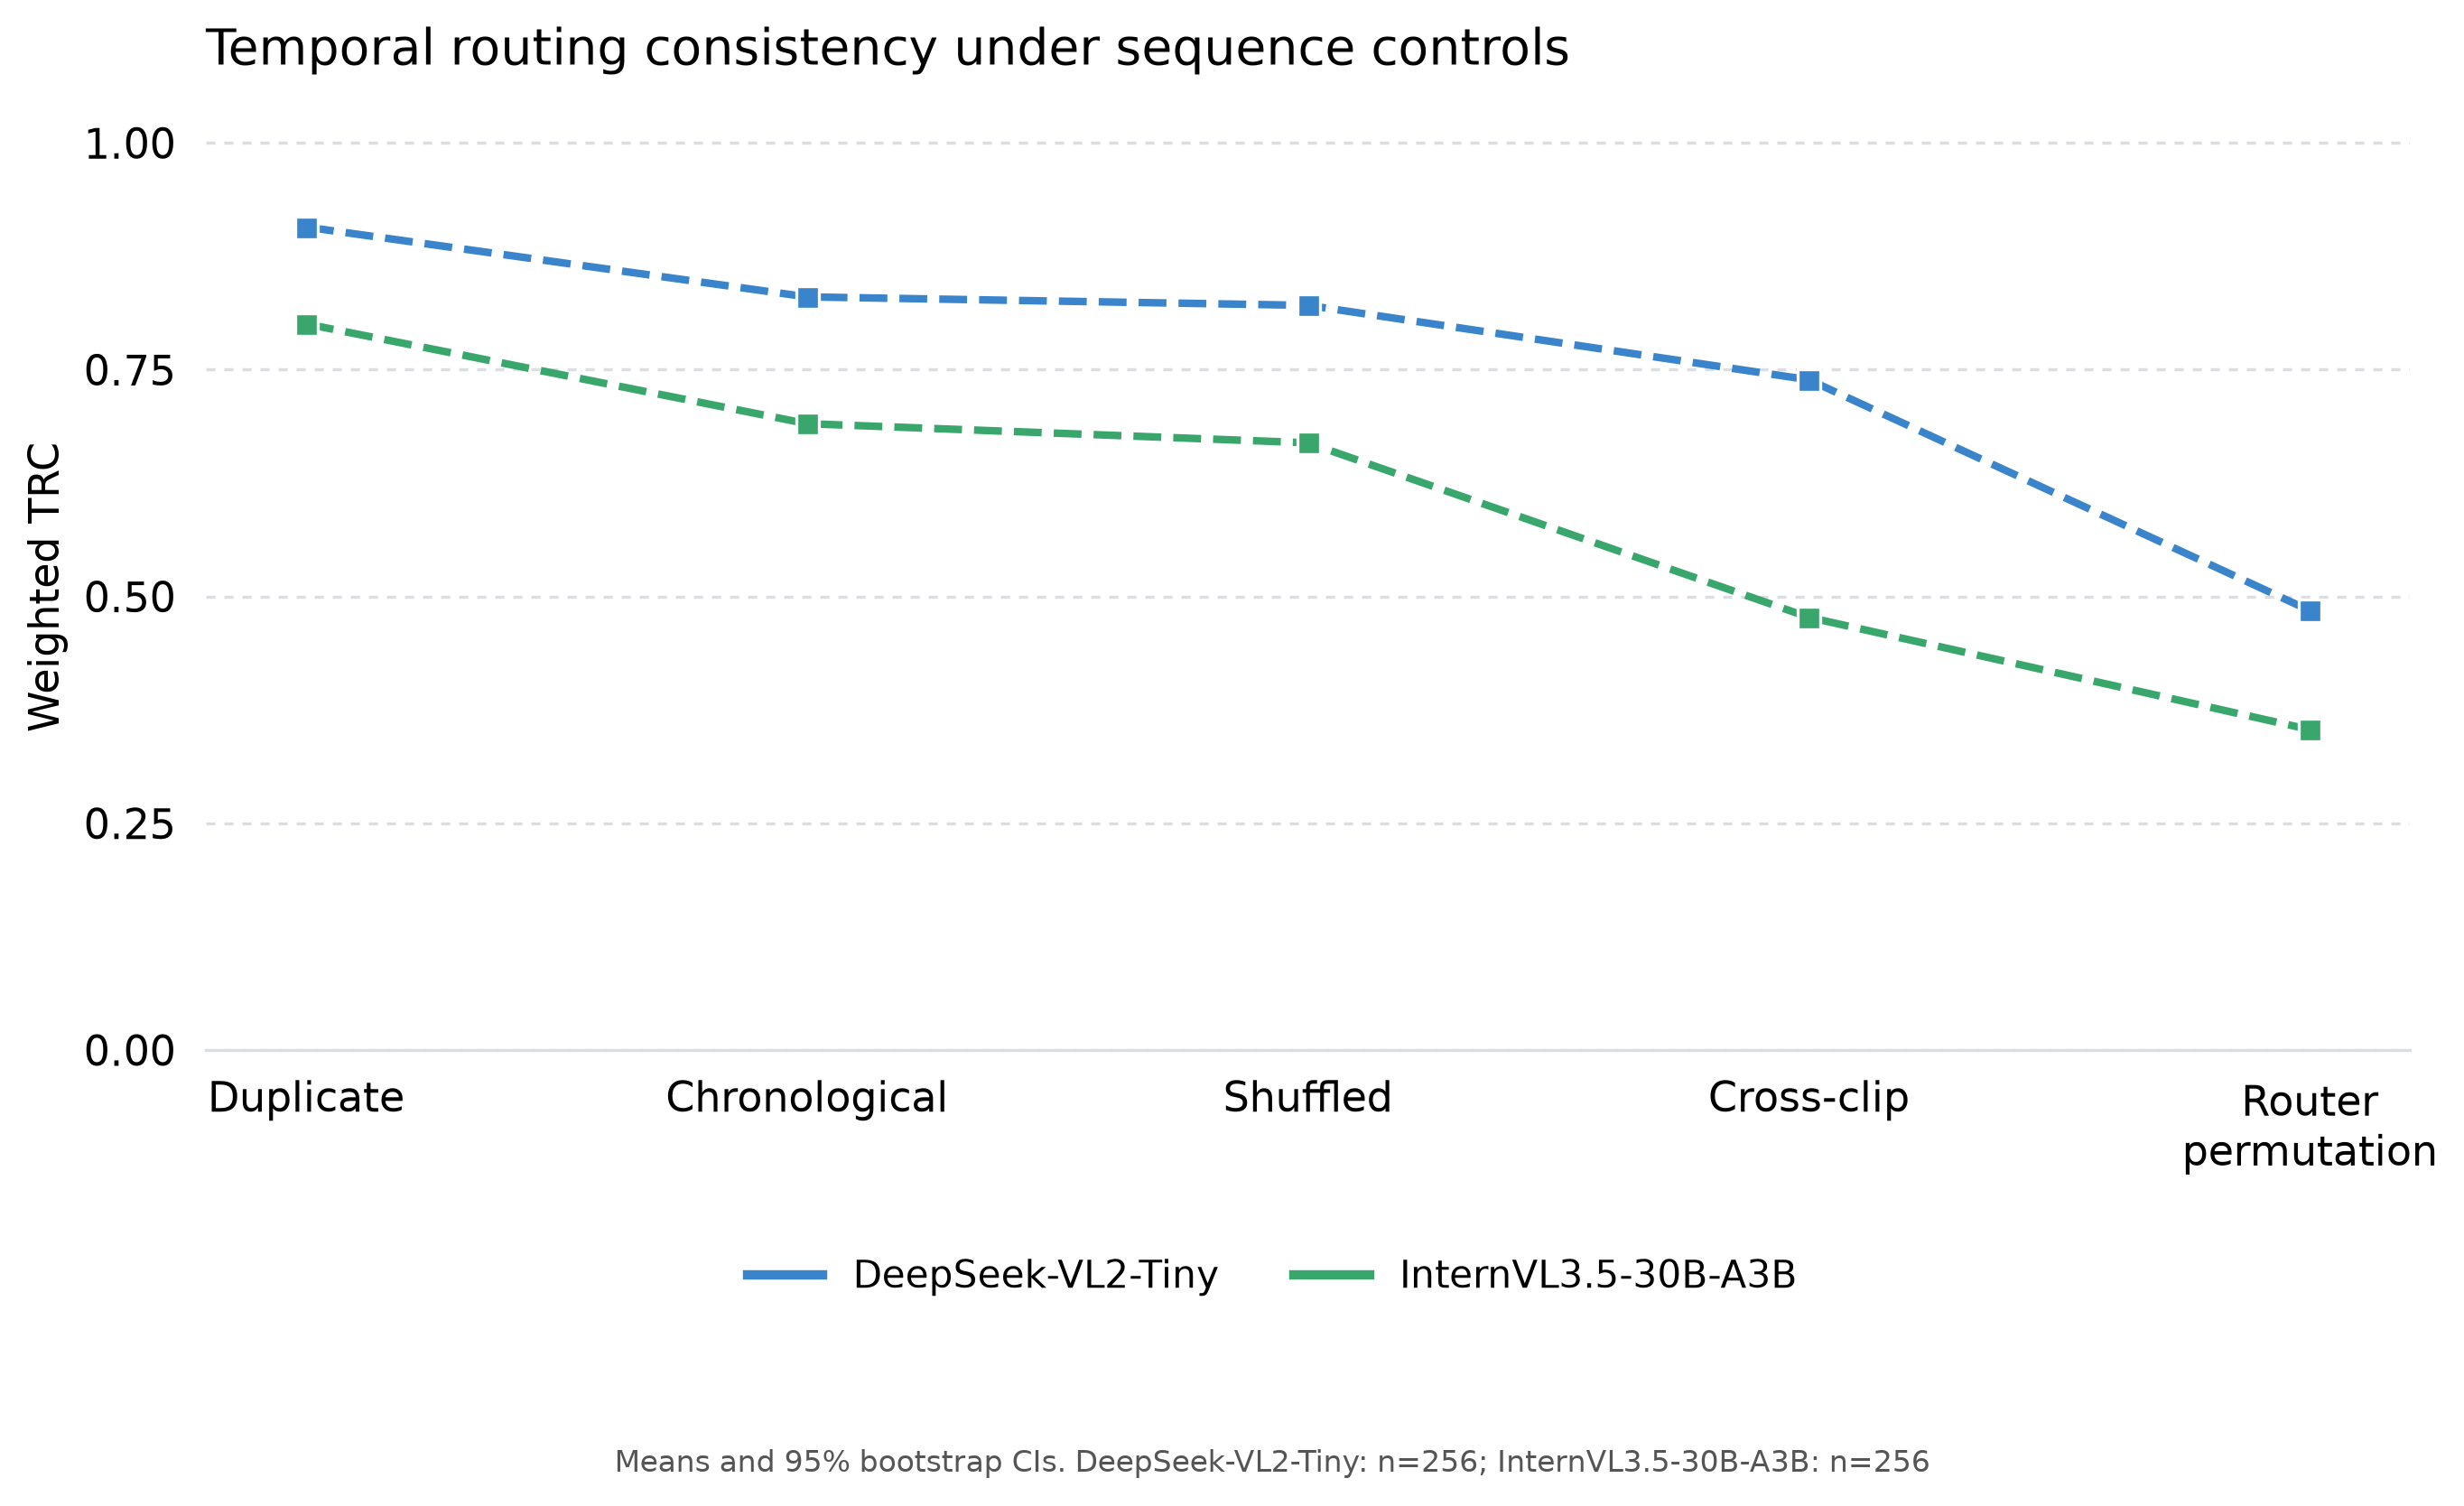 Temporal routing consistency under sequence controls
Weighted TRC
1.00
0.75
0.50
0.25
0.00
Duplicate
Chronological
Shuffled
Cross-clip
Router
permutation
DeepSeek-VL2-Tiny
InternVL3.5-30B-A3B
Means and 95% bootstrap CIs. DeepSeek-VL2-Tiny: n=256; InternVL3.5-30B-A3B: n=256